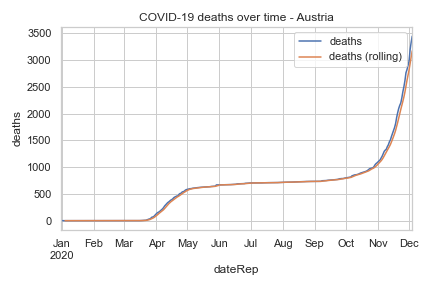 COVID-19 deaths over time - Austria
deaths
deaths (rolling)
deaths
3500
3000
2500
2000
1500
1000
500
0
Jan Feb Mar Apr May Jun Jul Aug Sep Oct Nov Dec
2020
dateRep